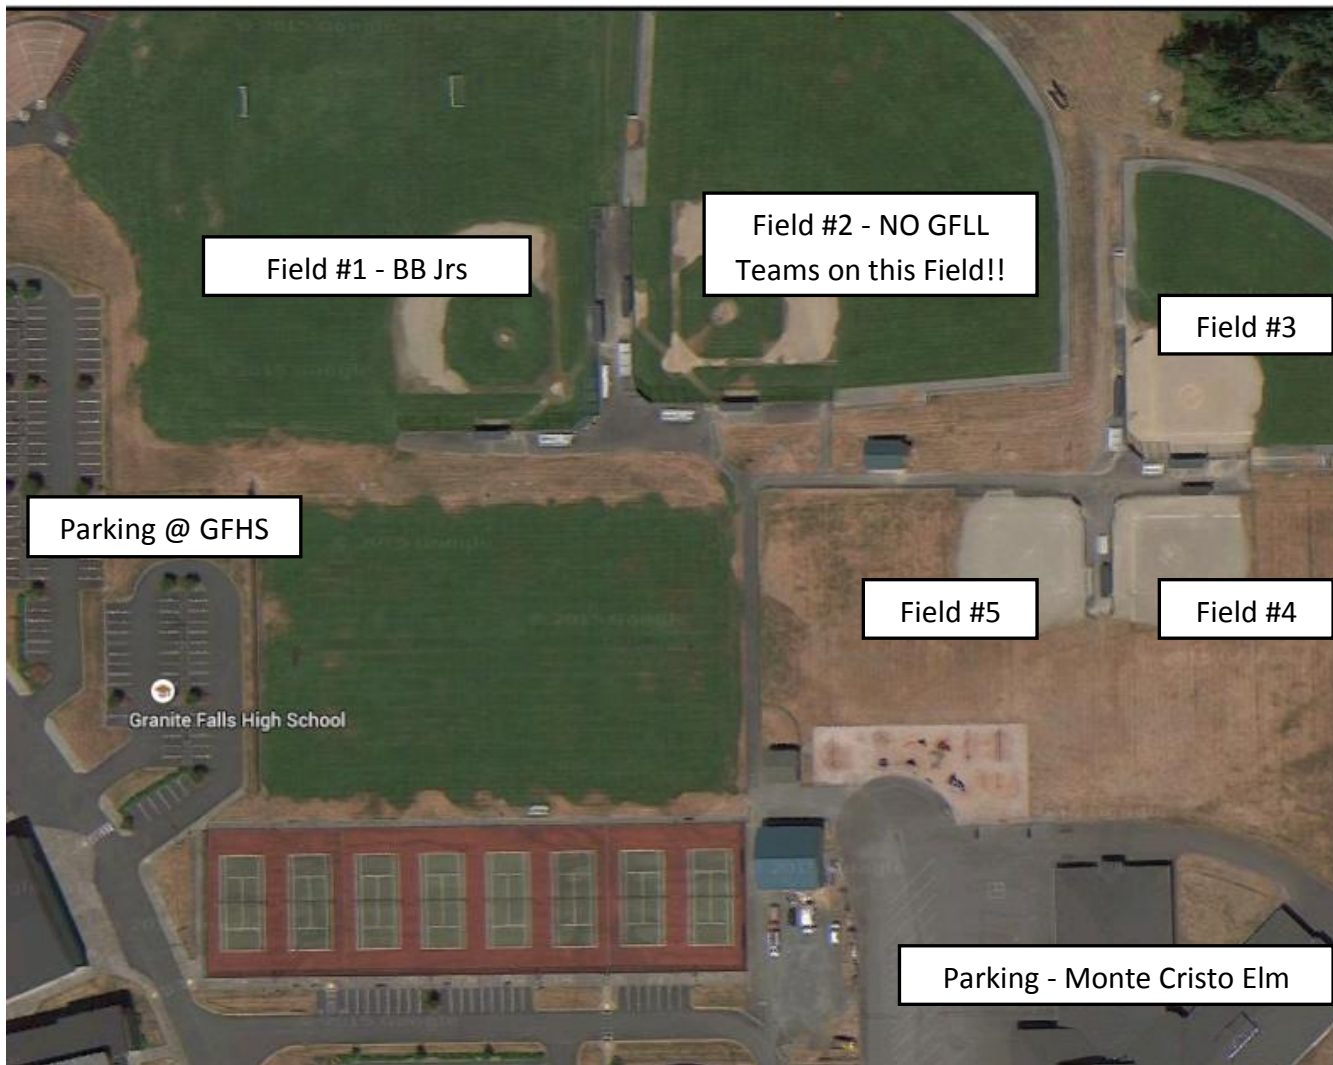 Field #1 - BB Jrs
Field #2 - NO GFLL
Teams on this Field!!
Field #3
Parking @ GFHS
Field #5
Field #4
Granite Falls High School
Parking - Monte Cristo Elm